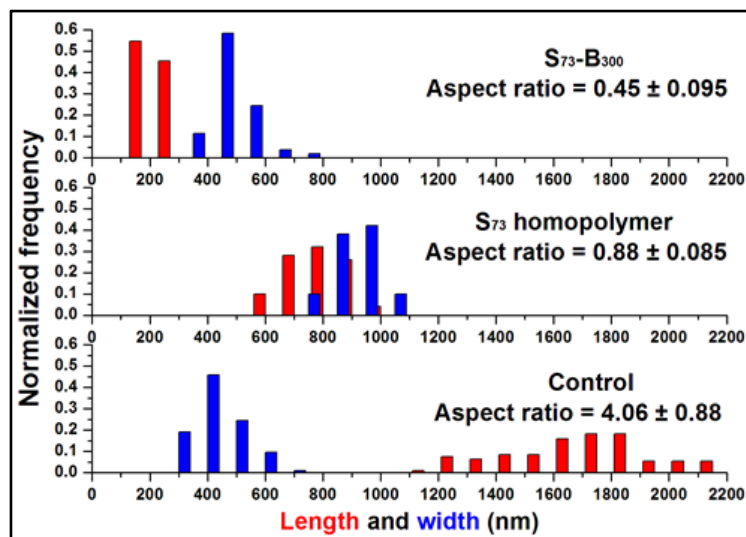 Normalized frequency
0.6
0.5
0.4
0.3
0.2
0.1
0.0
S₇₃-B₃₀₀
Aspect ratio = 0.45 ± 0.095
0 200 400 600 800 1000 1200 1400 1600 1800 2000 2200
0.6
0.5
0.4
0.3
0.2
0.1
0.0
S₇₃ homopolymer
Aspect ratio = 0.88 ± 0.085
0 200 400 600 800 1000 1200 1400 1600 1800 2000 2200
0.6
0.5
0.4
0.3
0.2
0.1
0.0
Control
Aspect ratio = 4.06 ± 0.88
0 200 400 600 800 1000 1200 1400 1600 1800 2000 2200
Length and width (nm)